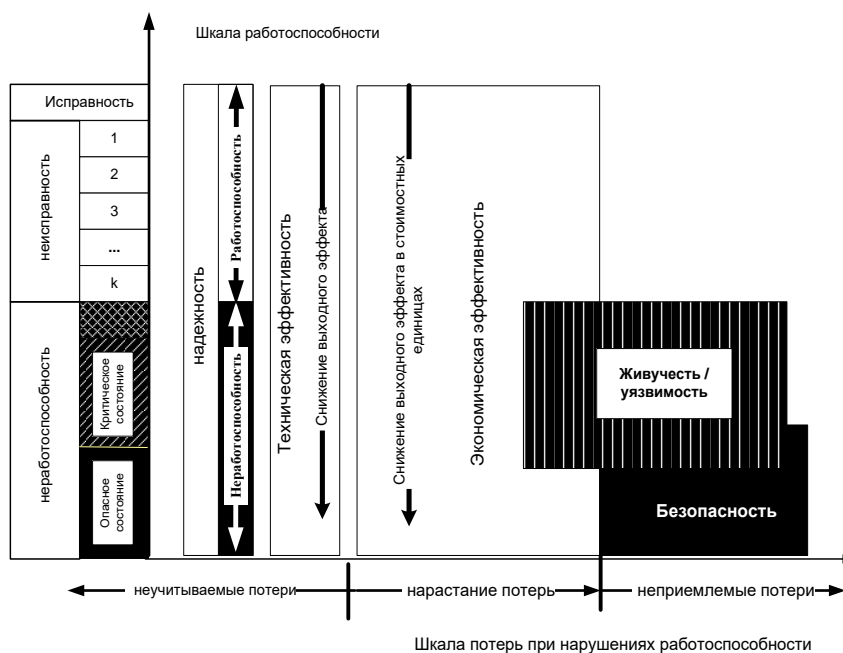 Шкала работоспособности
Исправность
неисправность
1
2
3
...
k
неработоспособность
Критическое
состояние
Опасное
состояние
надежность
Работоспособность
Неработоспособность
Техническая эффективность
Снижение выходного эффекта
Снижение выходного эффекта в стоимостных
единицах
Экономическая эффективность
Живучесть /
уязвимость
Безопасность
неучитываемые потери
нарастание потерь
неприемлемые потери
Шкала потерь при нарушениях работоспособности